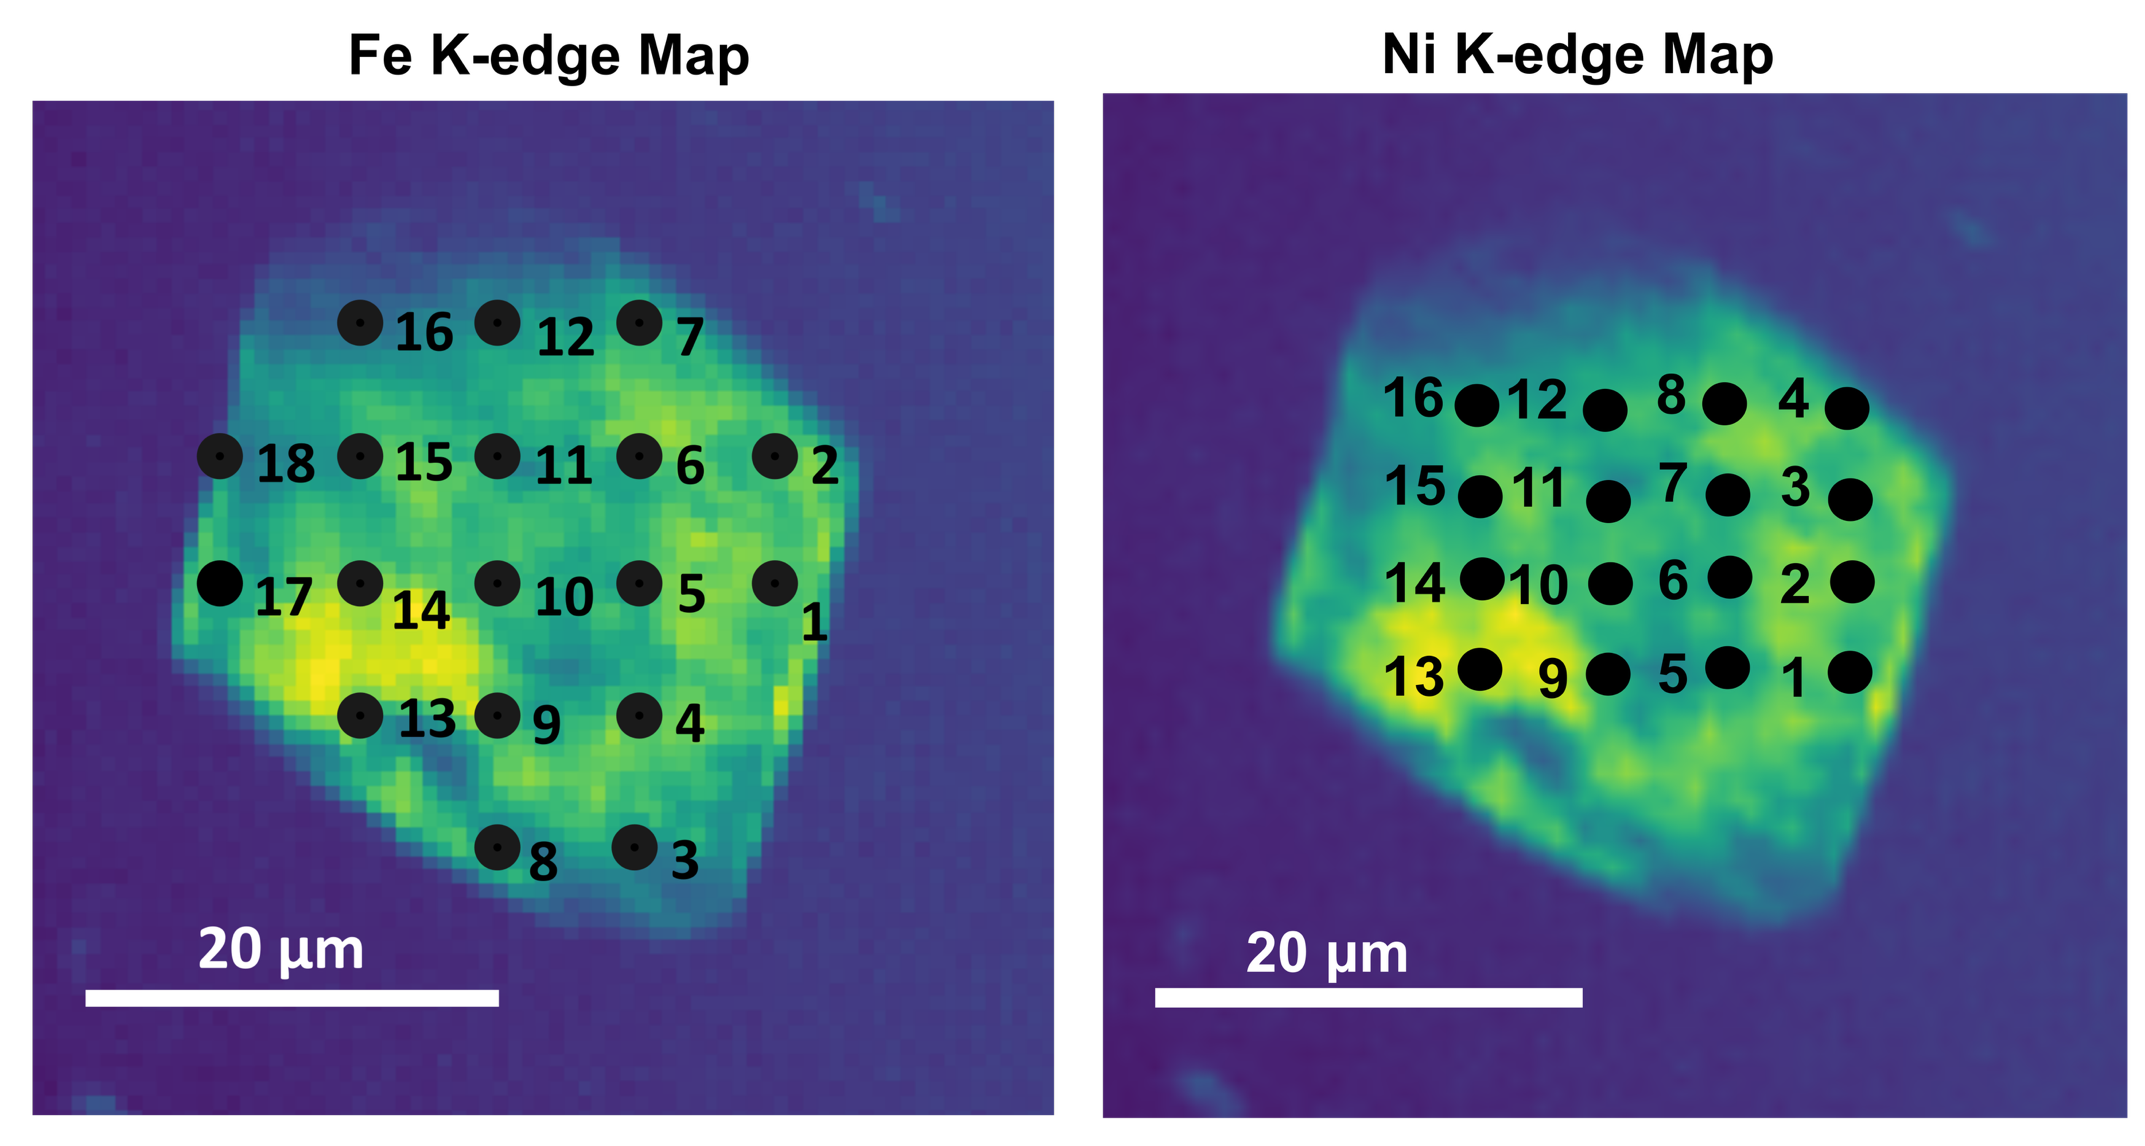 Fe K-edge Map
16 12 7
18 15 11 6 2
17 14 10 5 1
13 9 4
8 3
20 µm
Ni K-edge Map
16 12 8 4
15 11 7 3
14 10 6 2
13 9 5 1
20 µm